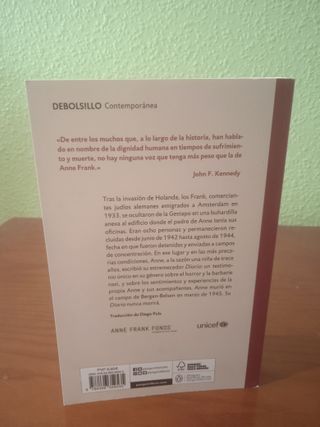 DEBOLSILLO Contemporánea
«De entre los muchos que, a lo largo de la historia, han habla-
do en nombre de la dignidad humana en tiempos de sufrimien-
to y muerte, no hay ninguna voz que tenga más peso que la de
Anne Frank.»
John F. Kennedy
Tras la invasión de Holanda, los Frank, comercian-
tes judíos alemanes emigrados a Amsterdam en
1933, se ocultaron de la Gestapo en una buhardilla
anexa al edificio donde el padre de Anne tenía sus
oficinas. Eran ocho personas y permanecieron re-
cluidas desde junio de 1942 hasta agosto de 1944,
fecha en que fueron detenidos y enviados a campos
de concentración. En ese lugar y en las más preca-
rias condiciones, Anne, a la sazón una niña de trece
años, escribió su estremecedor Diario: un testimo-
nio único en su género sobre el horror y la barbarie
nazi, y sobre los sentimientos y experiencias de la
propia Anne y sus acompañantes. Anne murió en
el campo de Bergen-Belsen en marzo de 1945. Su
Diario nunca morirá.
Traducción de Diego Puls
ANNE FRANK FONDS
unicef